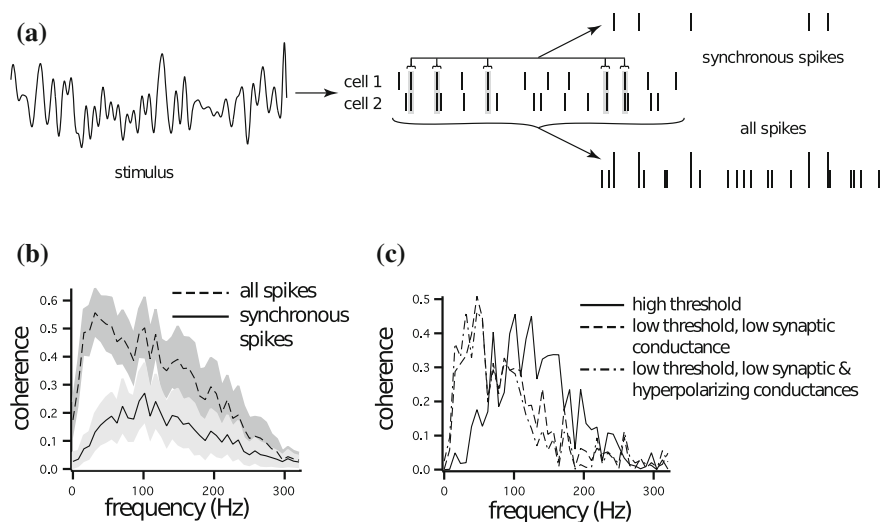 (a)
synchronous spikes
cell 1
cell 2
all spikes
stimulus
(b)
all spikes
synchronous
spikes
0.6
0.5
0.4
0.3
0.2
0.1
0.0
coherence
0
100
200
300
frequency (Hz)
(c)
high threshold
low threshold, low synaptic
conductance
low threshold, low synaptic &
hyperpolarizing conductances
0.5
0.4
0.3
0.2
0.1
0.0
coherence
0
100
200
300
frequency (Hz)